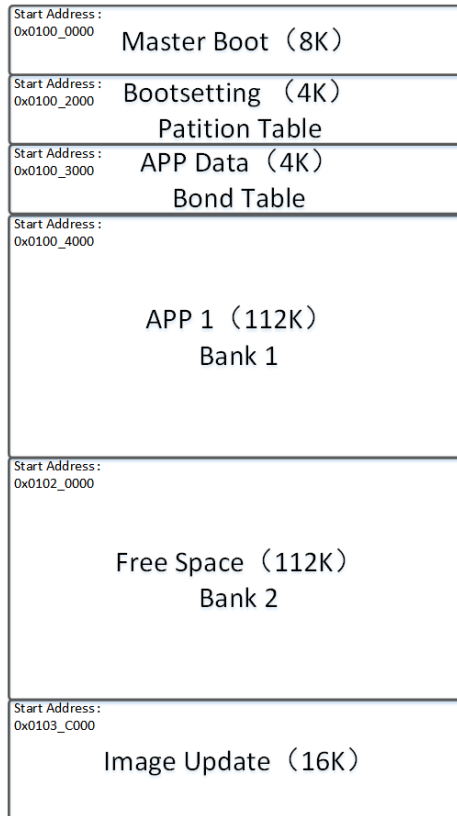 Start Address:
0x0100_0000
Master Boot（8K）
Start Address:
0x0100_2000
Bootsetting （4K）
Patition Table
Start Address:
0x0100_3000
APP Data（4K）
Bond Table
Start Address:
0x0100_4000
APP 1（112K）
Bank 1
Start Address:
0x0102_0000
Free Space（112K）
Bank 2
Start Address:
0x0103_C000
Image Update（16K）